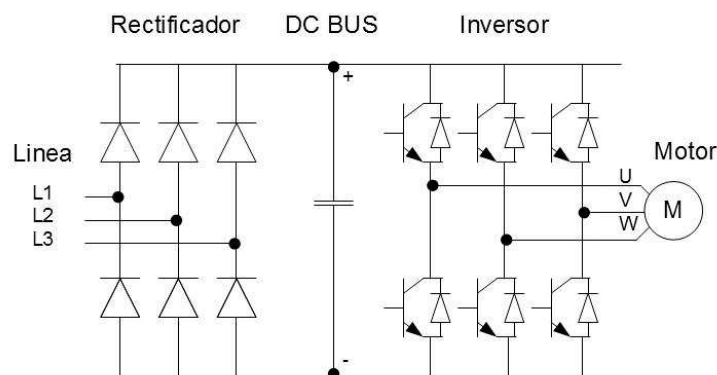 Rectificador DC BUS Inversor
+
Linea
Motor
L1
L2
L3
U
V
W
M
-